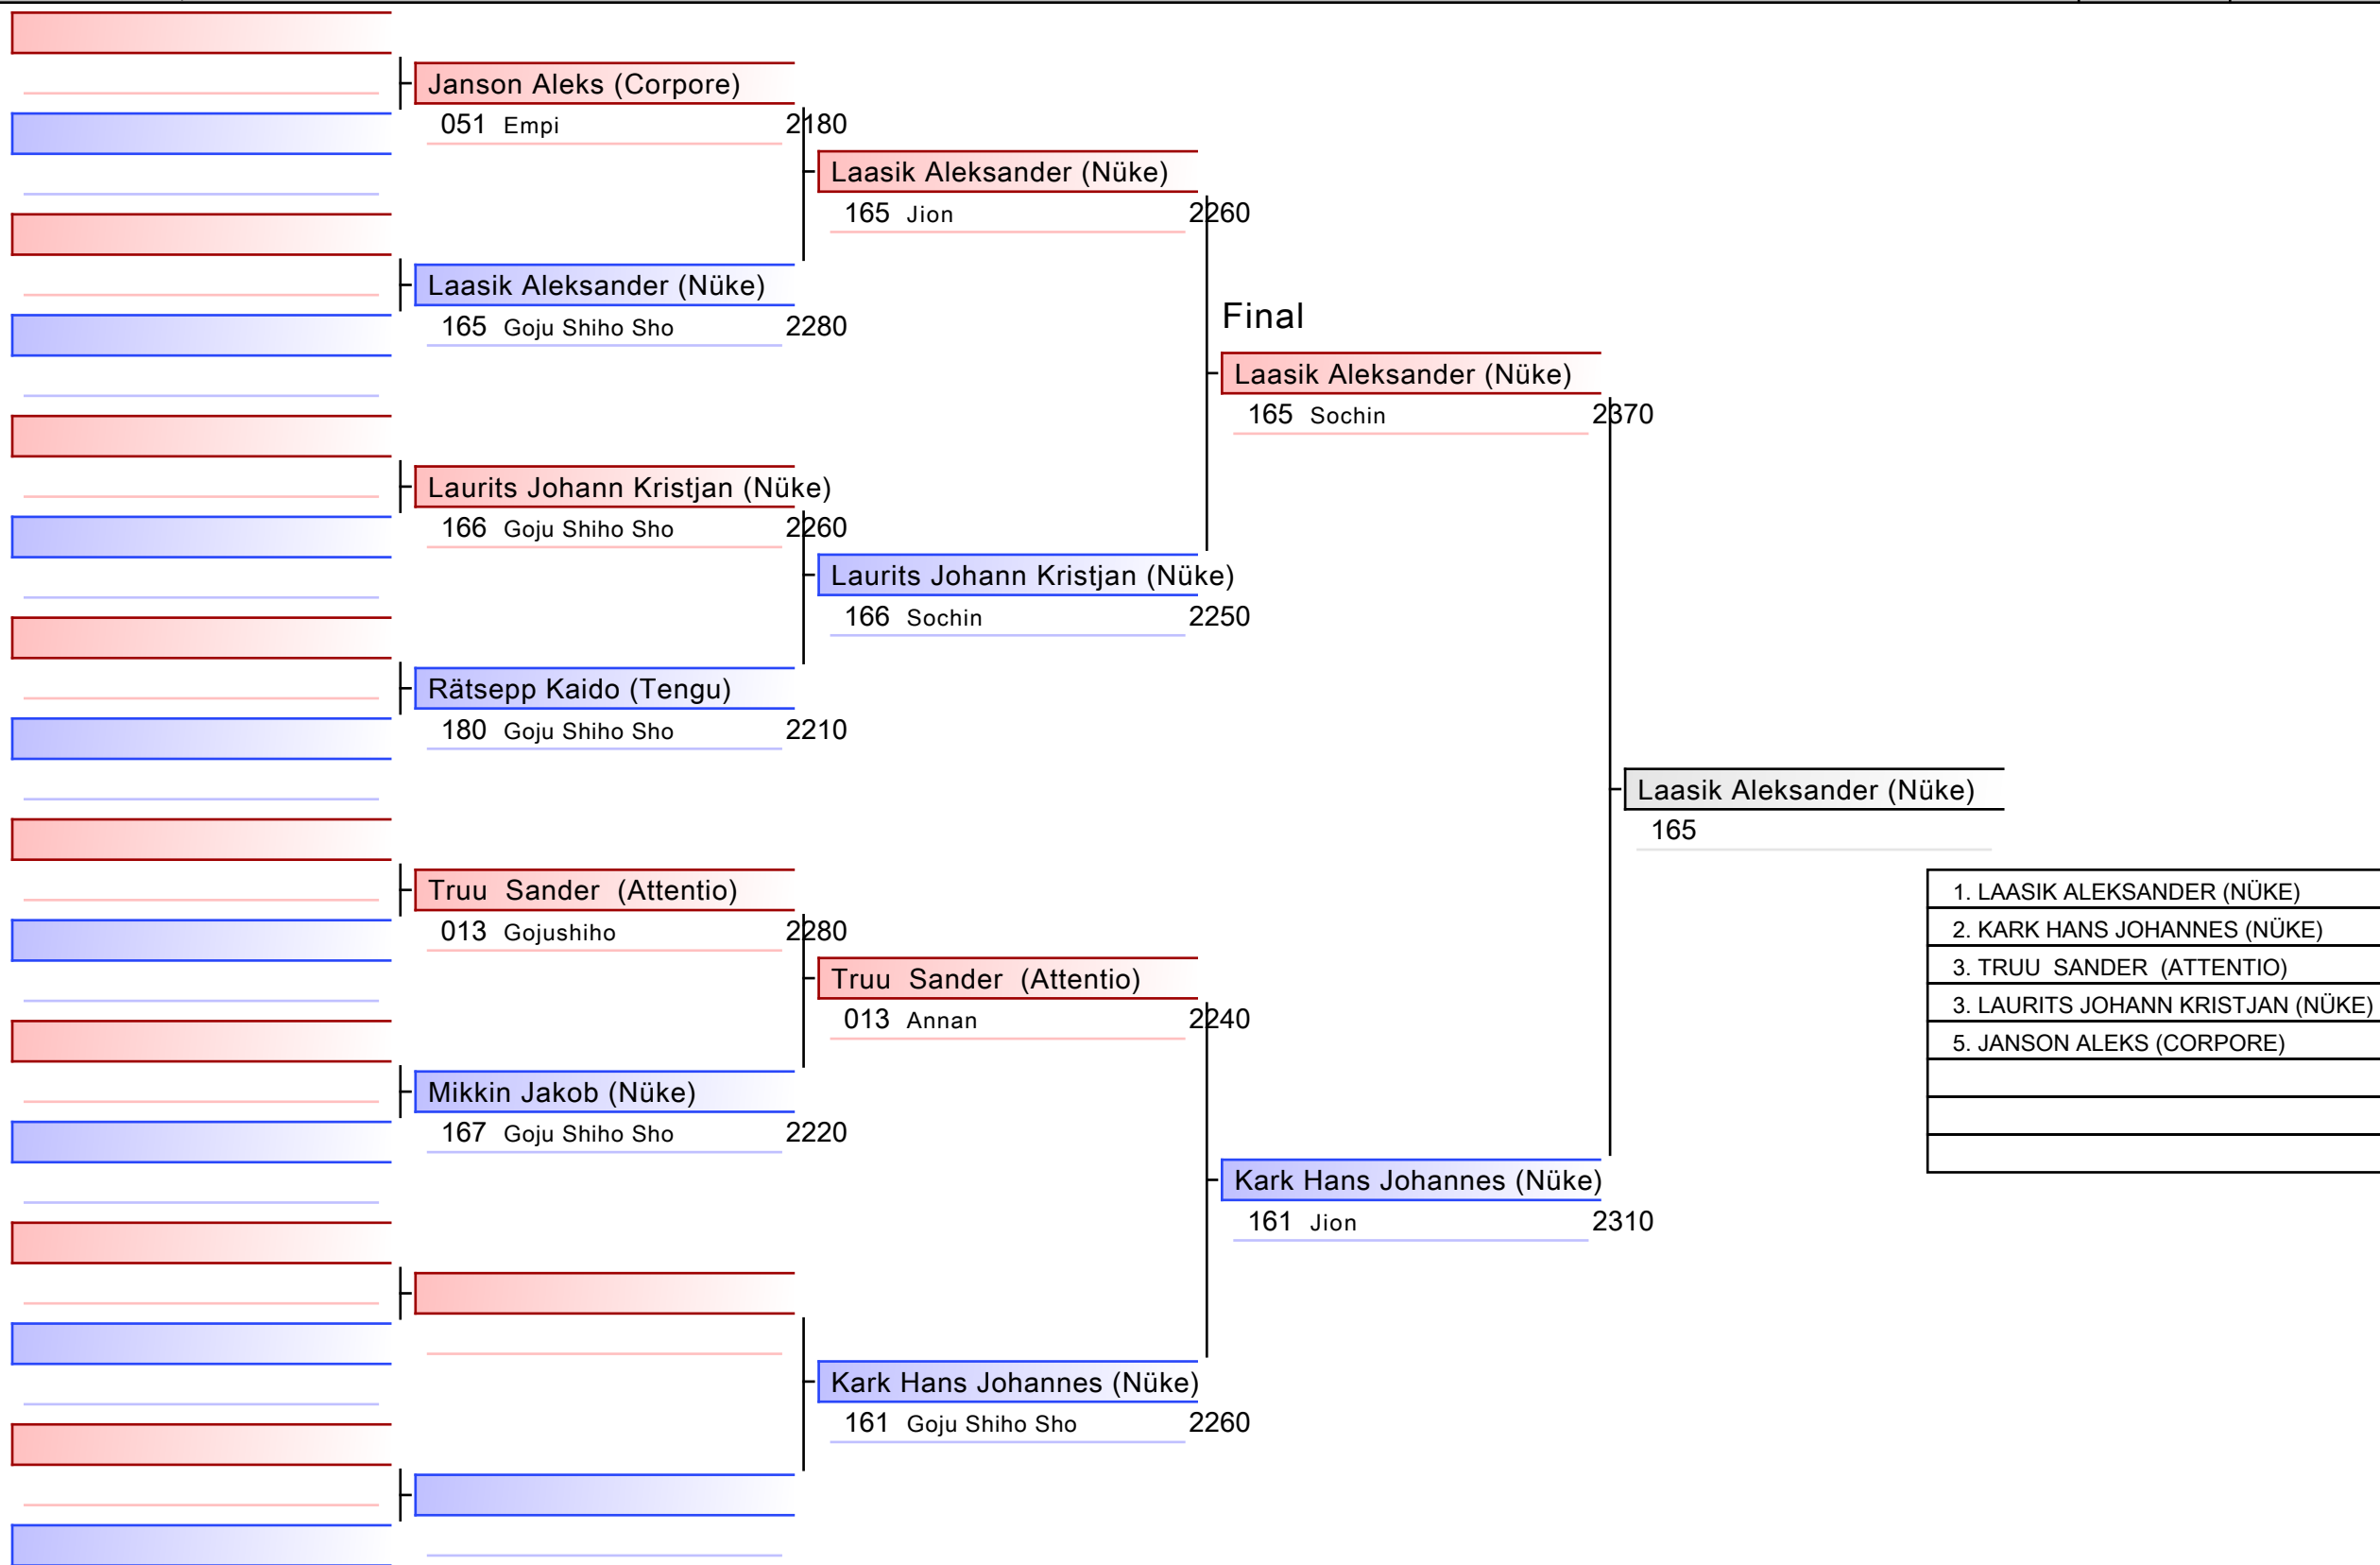 Janson Aleks (Corpore)
051 Empi 2180
Laasik Aleksander (Nüke)
165 Jion 2260
Laasik Aleksander (Nüke)
165 Goju Shiho Sho 2280
Final
Laasik Aleksander (Nüke)
165 Sochin 2370
Laurits Johann Kristjan (Nüke)
166 Goju Shiho Sho 2260
Laurits Johann Kristjan (Nüke)
166 Sochin 2250
Rätsepp Kaido (Tengu)
180 Goju Shiho Sho 2210
Laasik Aleksander (Nüke)
165
Truu Sander (Attentio)
013 Gojushiho 2280
Truu Sander (Attentio)
013 Annan 2240
Mikkin Jakob (Nüke)
167 Goju Shiho Sho 2220
Kark Hans Johannes (Nüke)
161 Jion 2310
Kark Hans Johannes (Nüke)
161 Goju Shiho Sho 2260
1. LAASIK ALEKSANDER (NÜKE)
2. KARK HANS JOHANNES (NÜKE)
3. TRUU SANDER (ATTENTIO)
3. LAURITS JOHANN KRISTJAN (NÜKE)
5. JANSON ALEKS (CORPORE)